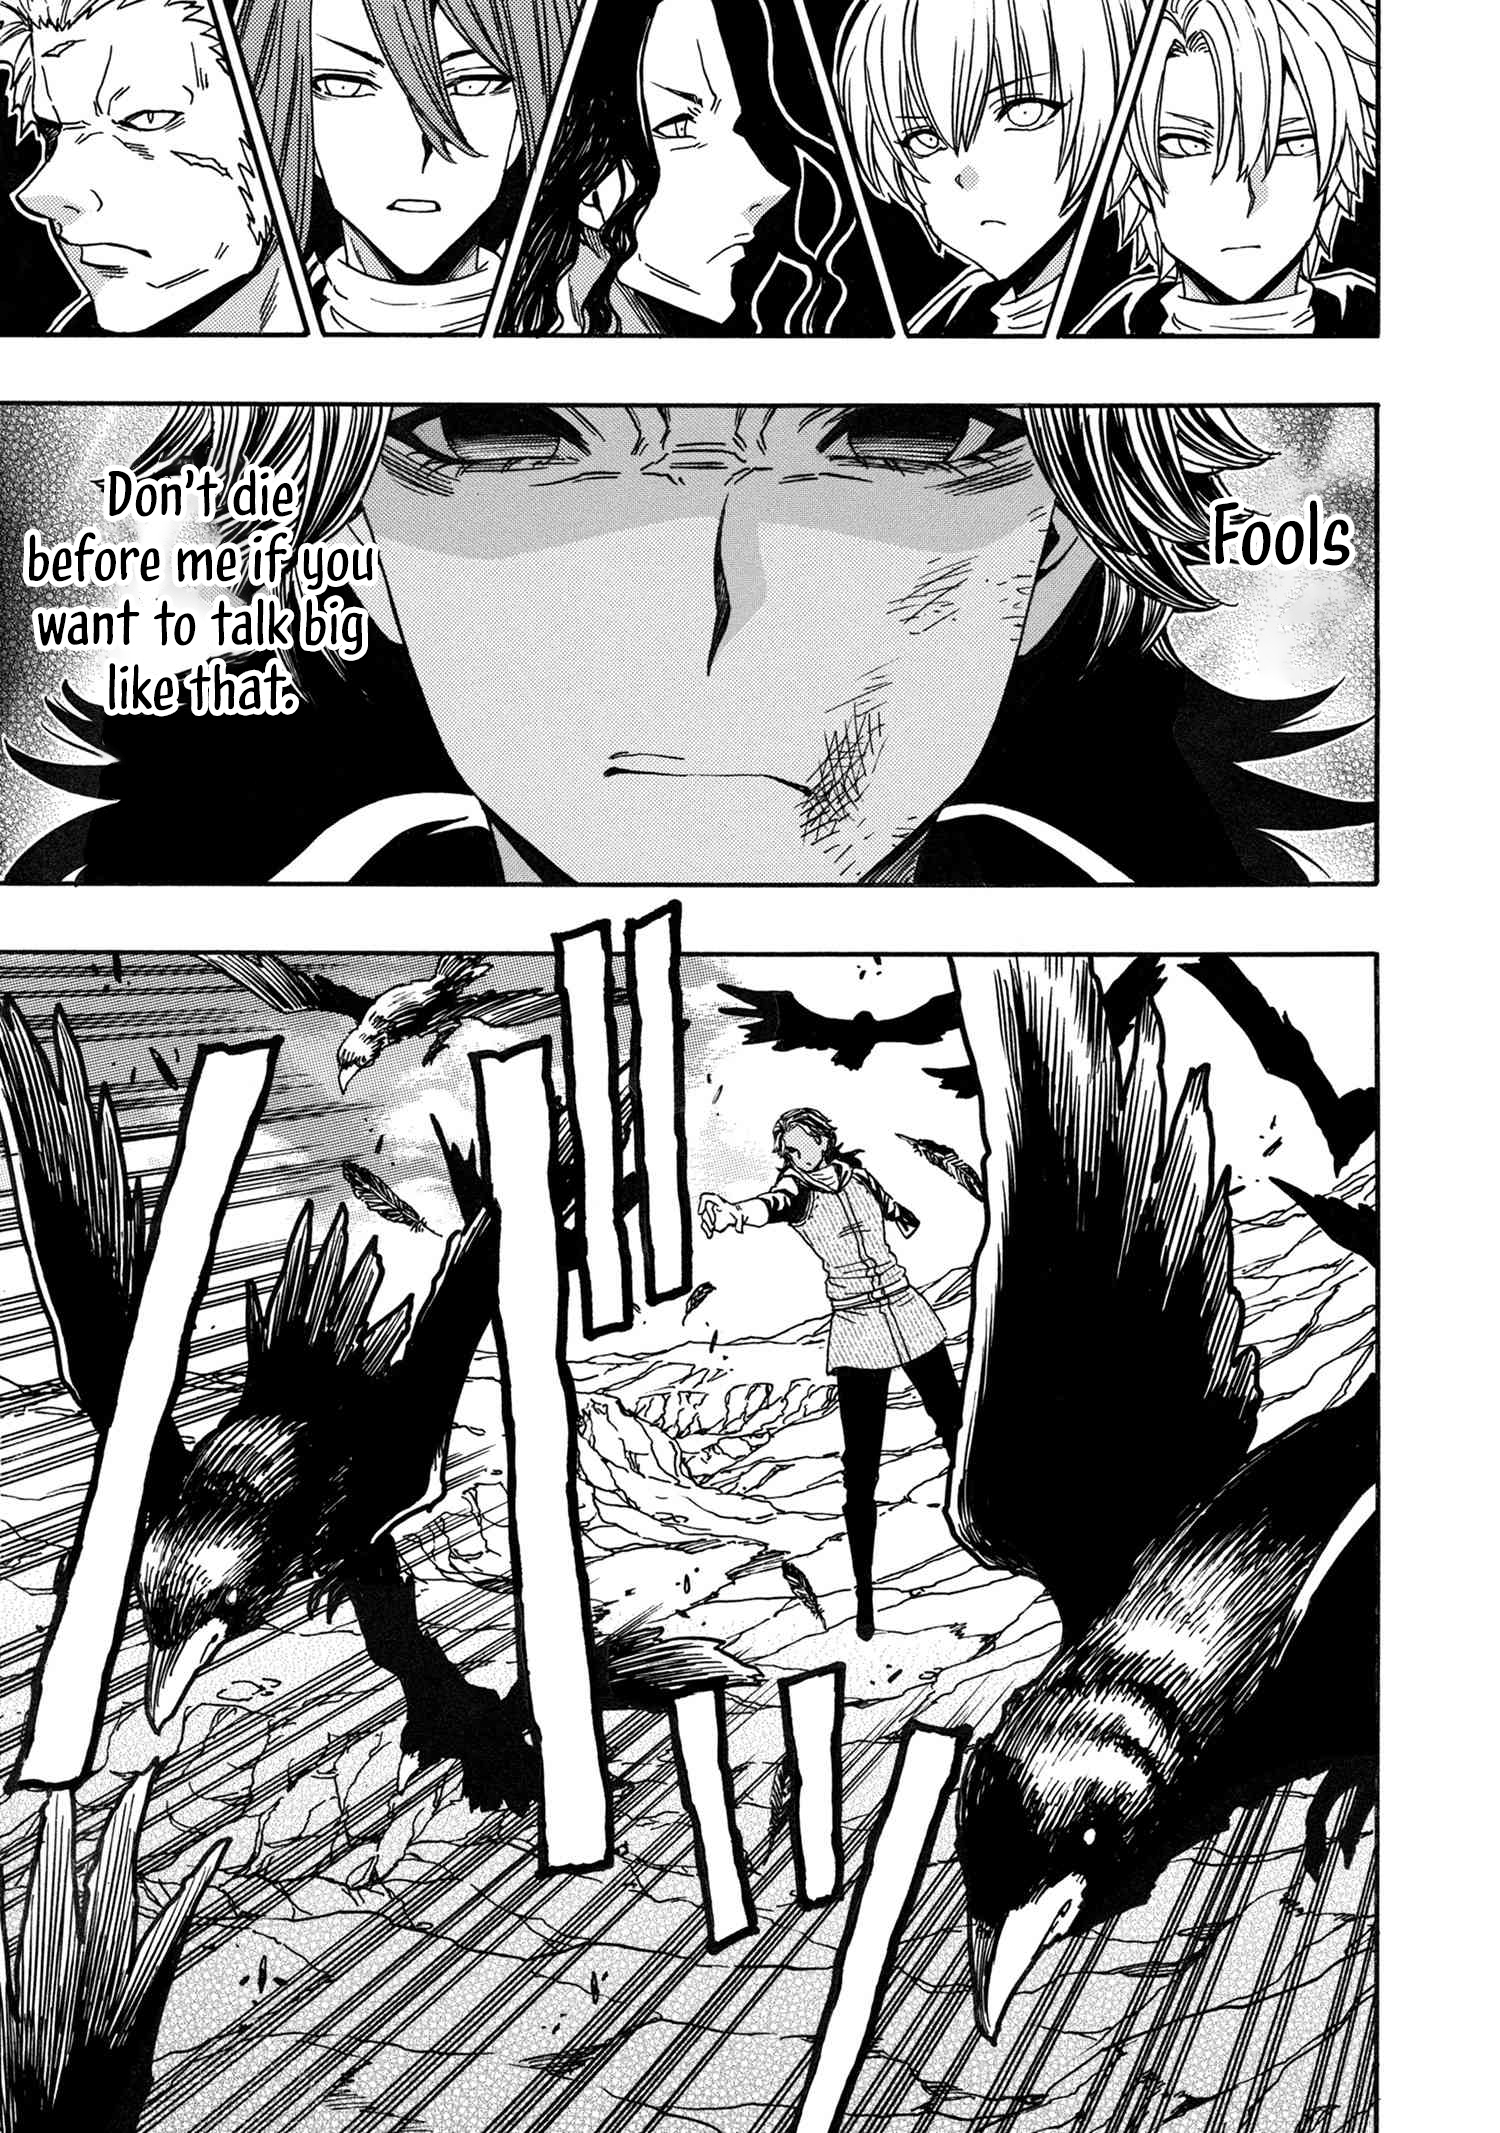 Fools
Don't die
before me if you
want to talk big
like that.